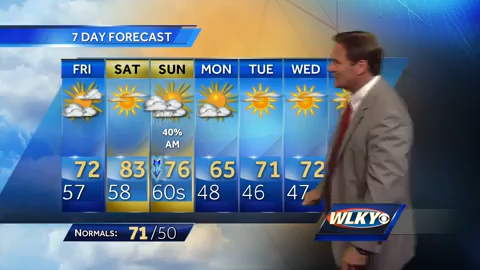 7 DAY FORECAST
FRI SAT SUN MON TUE WED
40%
AM
72 83 76 65 71 72
57 58 60s 48 46 47
WLKY
NORMALS: 71/50